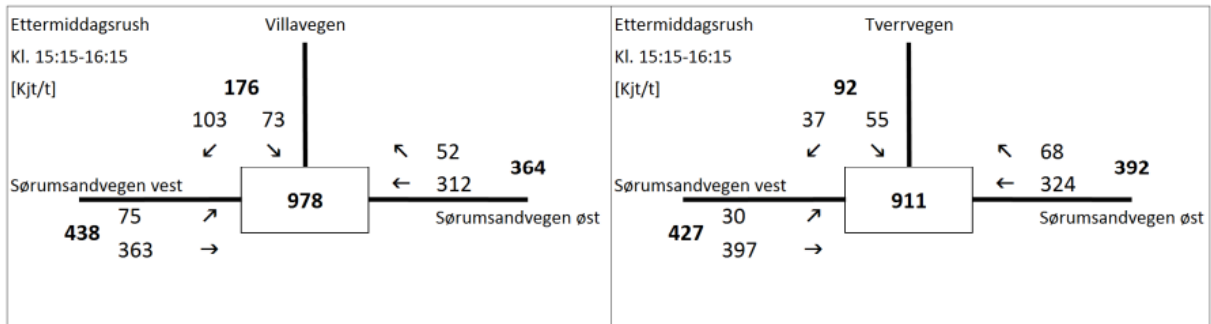 Ettermiddagsrush Villavegen
Kl. 15:15-16:15
[Kjt/t] 176
103 73
↙ ↘
↖ 52
364
Sørumsandvegen vest ← 312
978
75 ↗ Sørumsandvegen øst
438
363 →
Ettermiddagsrush Tverrvegen
Kl. 15:15-16:15
[Kjt/t] 92
37 55
↙ ↘
↖ 68
392
Sørumsandvegen vest ← 324
911
30 ↗ Sørumsandvegen øst
427
397 →